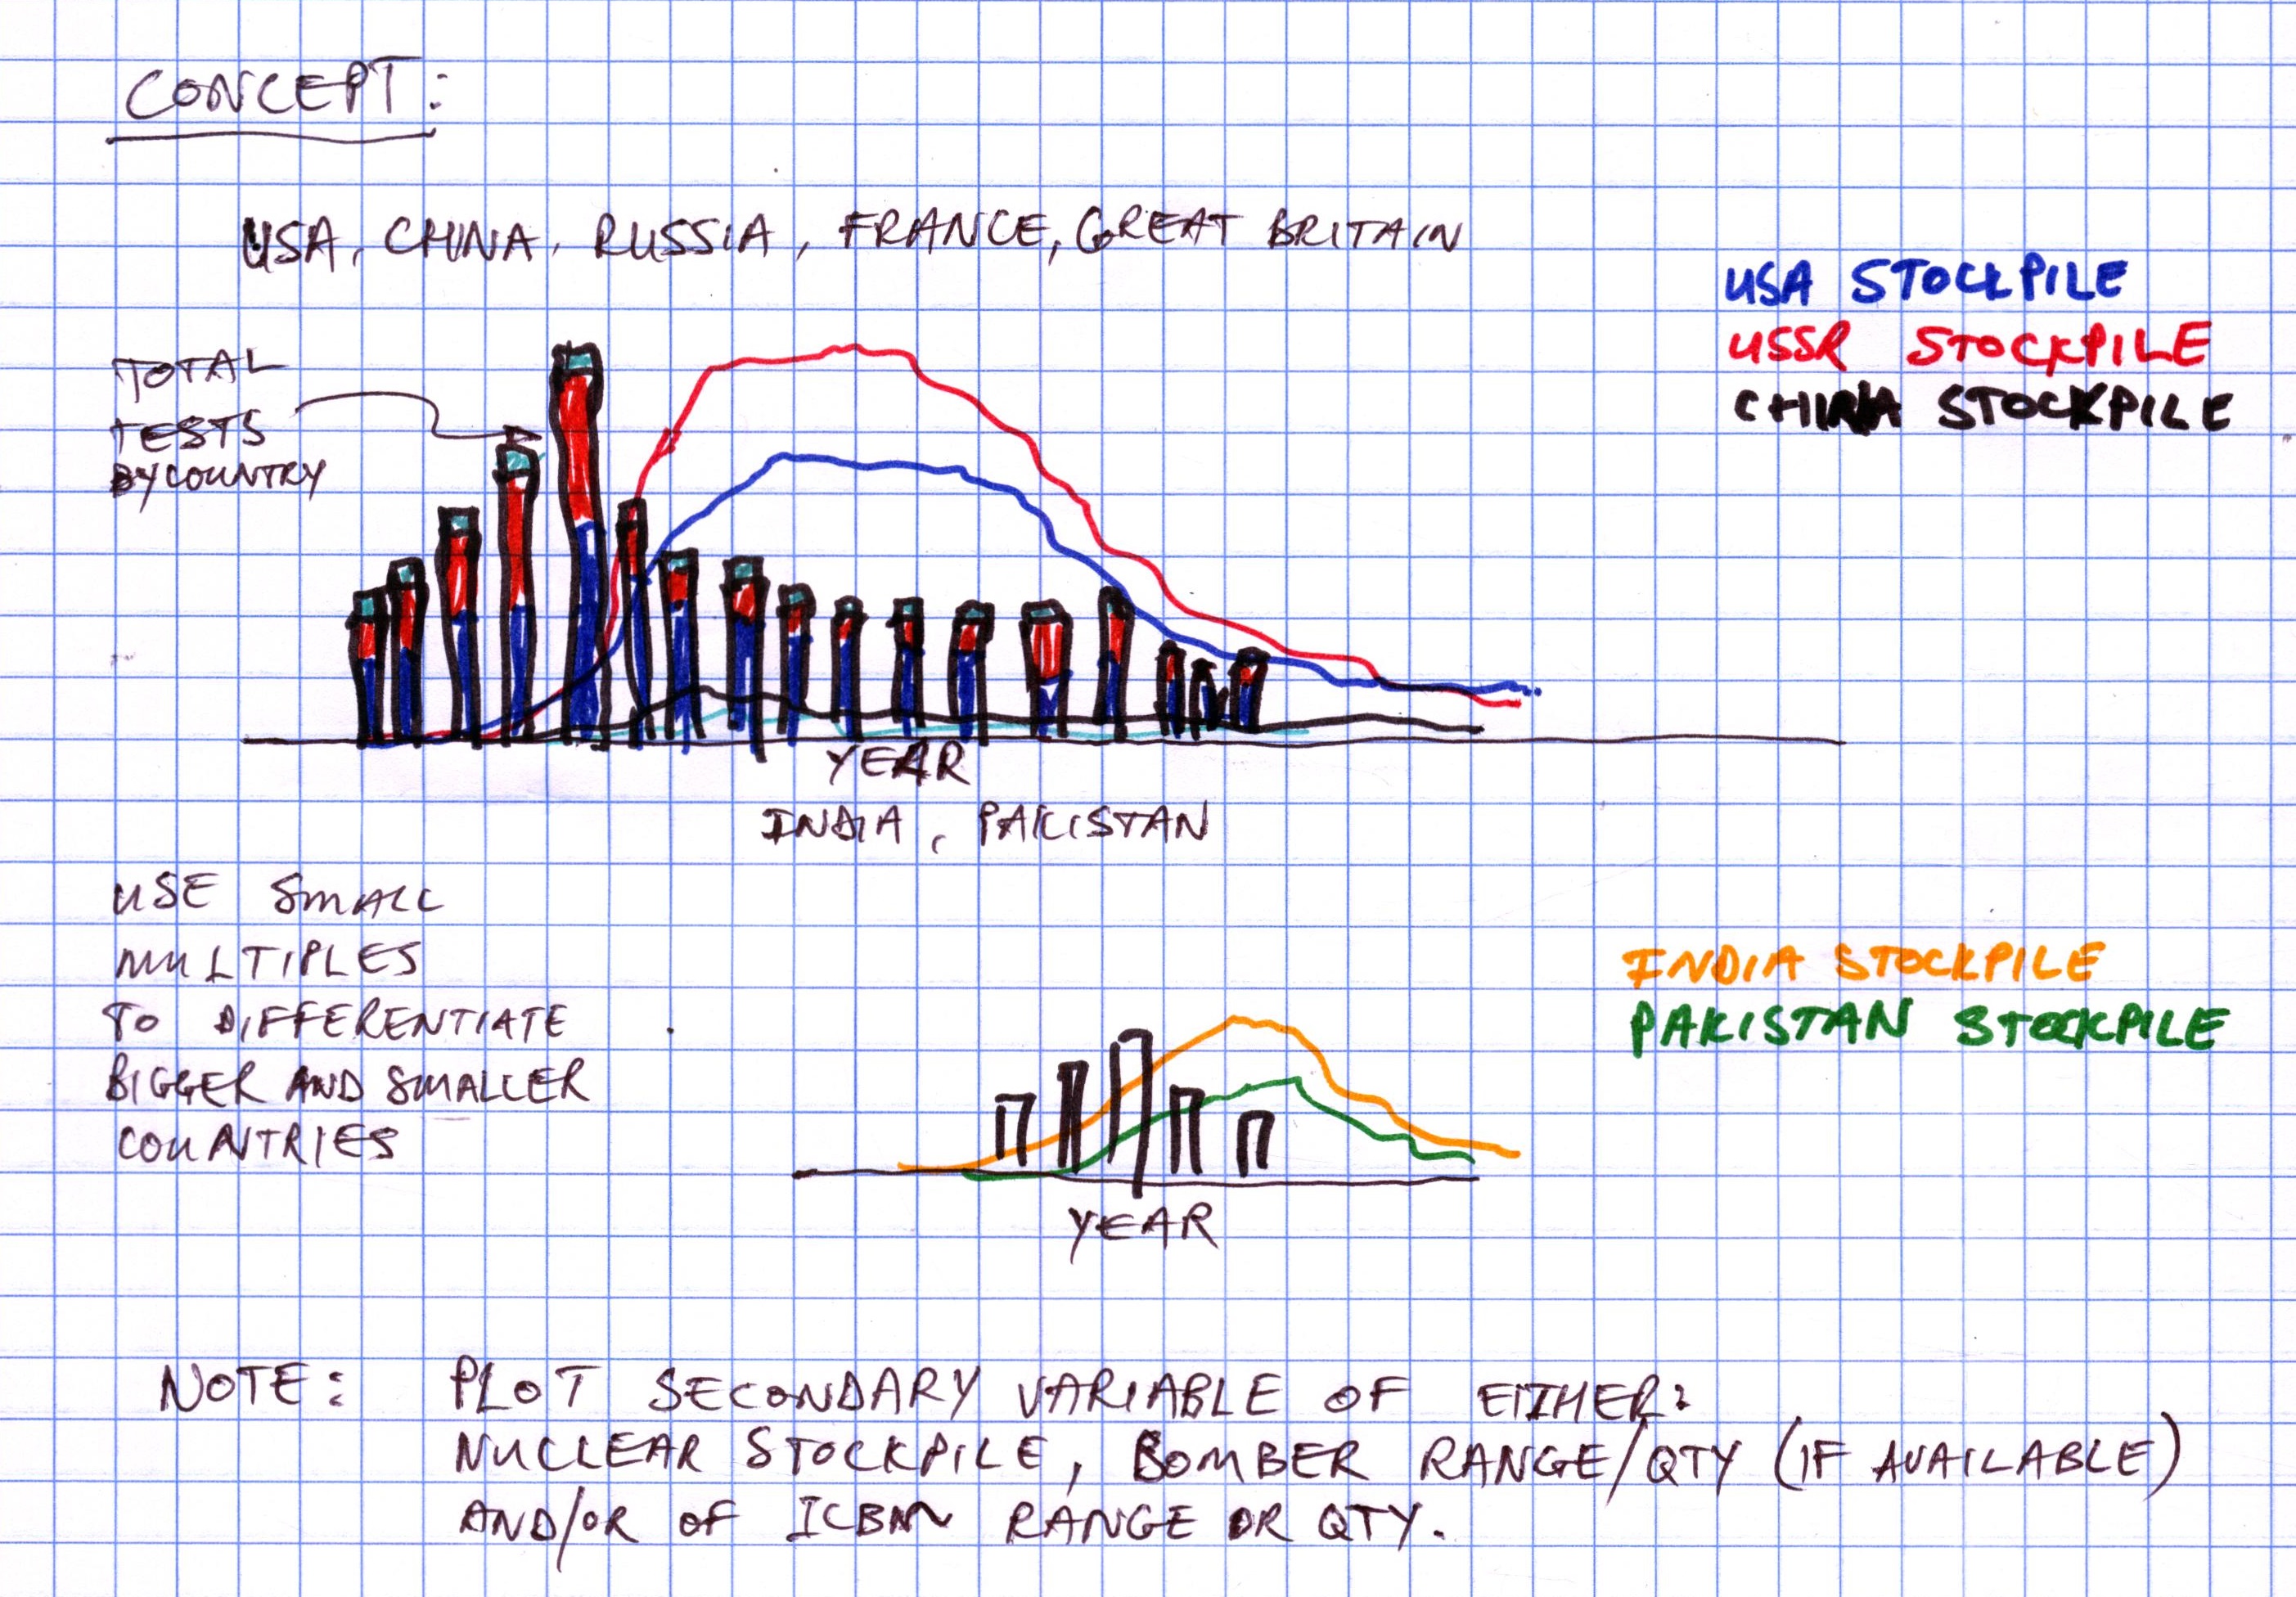 CONCEPT:
USA, CHINA, RUSSIA, FRANCE, GREAT BRITAIN
USA STOCKPILE
USSR STOCKPILE
CHINA STOCKPILE
TOTAL
TESTS
BY COUNTRY
YEAR
INDIA, PAKISTAN
USE SMALL
MULTIPLES
TO DIFFERENTIATE
BIGGER AND SMALLER
COUNTRIES
INDIA STOCKPILE
PAKISTAN STOCKPILE
YEAR
NOTE: PLOT SECONDARY VARIABLE OF EITHER:
NUCLEAR STOCKPILE, BOMBER RANGE/QTY (IF AVAILABLE)
AND/OR OF ICBM RANGE OR QTY.